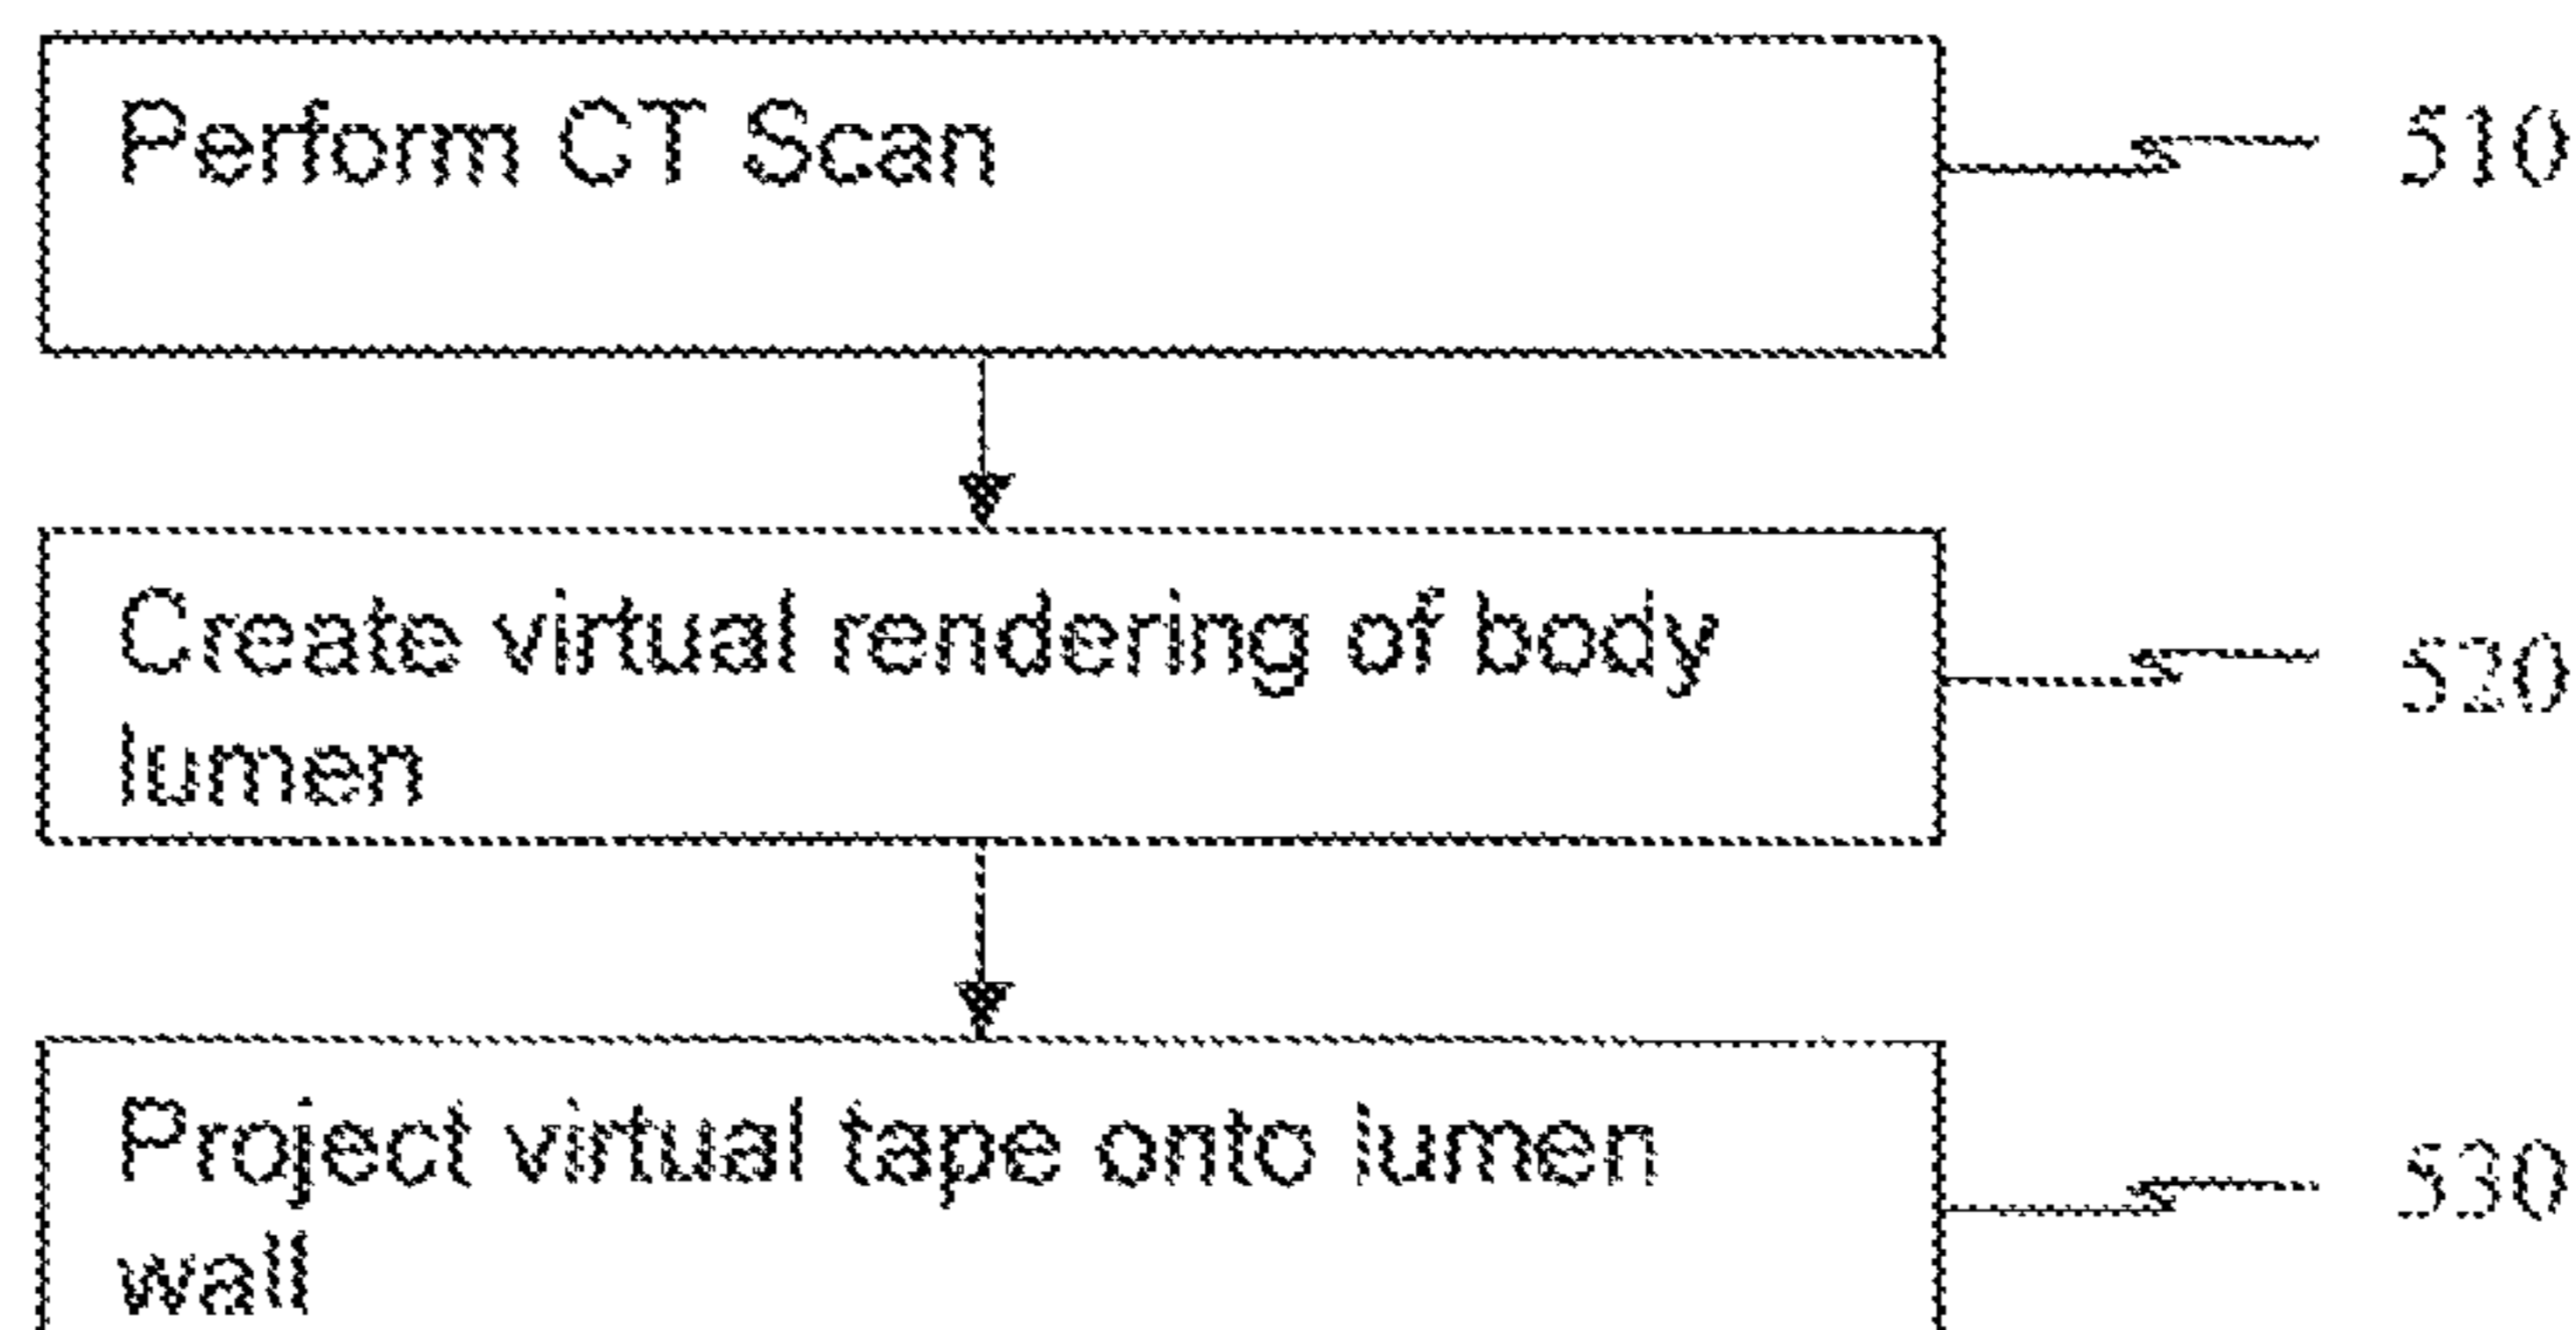 Perform CT Scan
510
Create virtual rendering of body
lumen
520
Project virtual tape onto lumen
wall
530